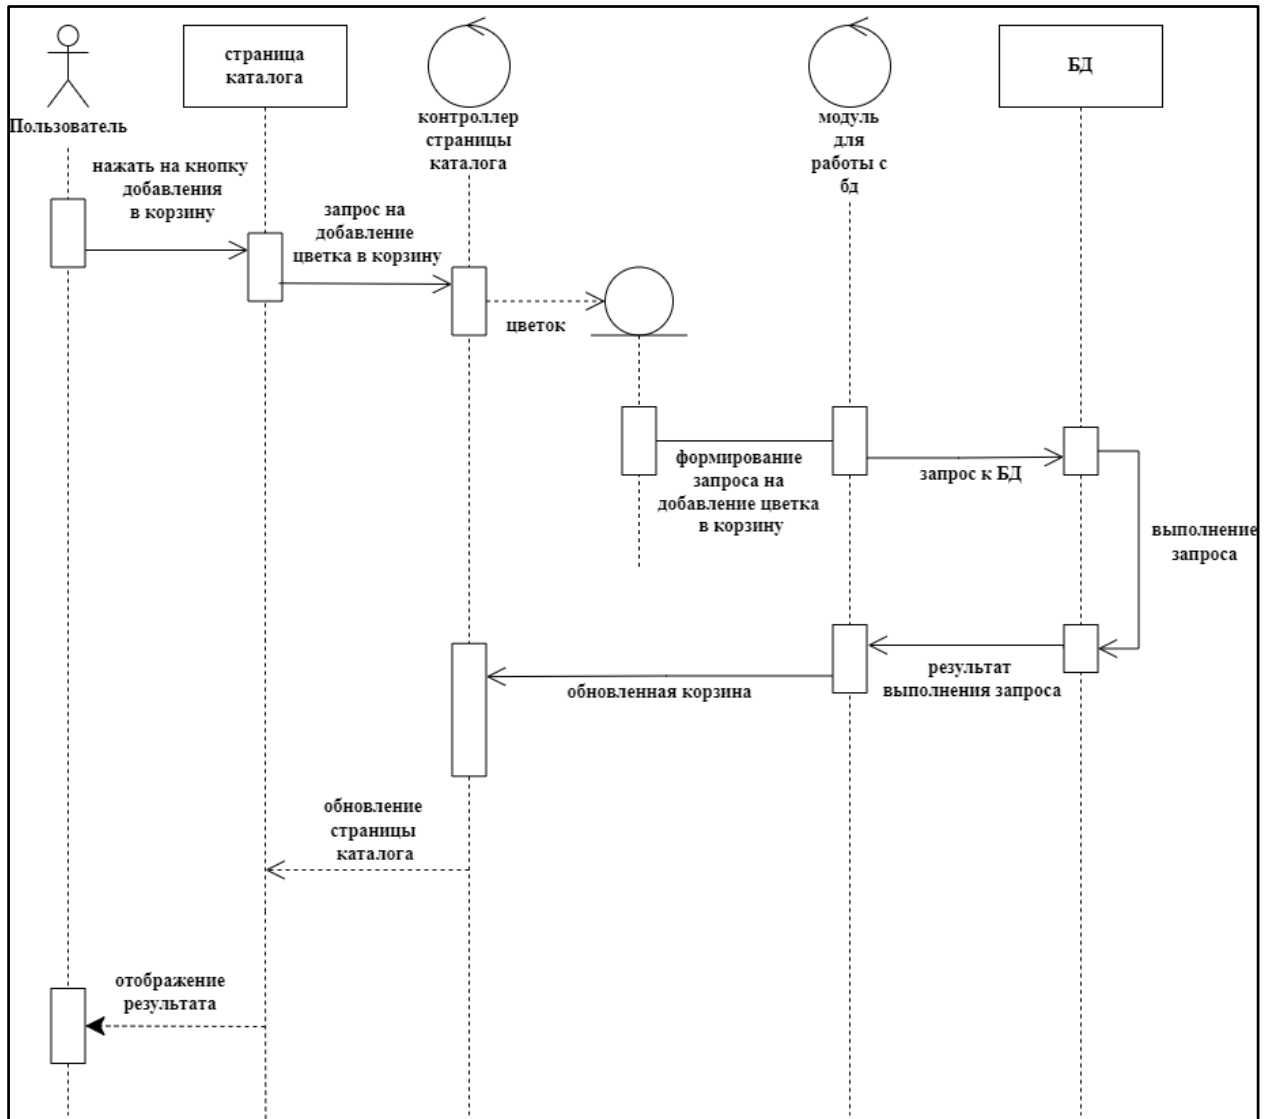 страница
каталога
БД
Пользователь
контроллер
страницы
каталога
модуль
для
работы с
бд
нажать на кнопку
добавления
в корзину
запрос на
добавление
цветка в корзину
цветок
формирование
запроса на
добавление цветка
в корзину
запрос к БД
выполнение
запроса
результат
выполнения запроса
обновленная корзина
обновление
страницы
каталога
отображение
результата